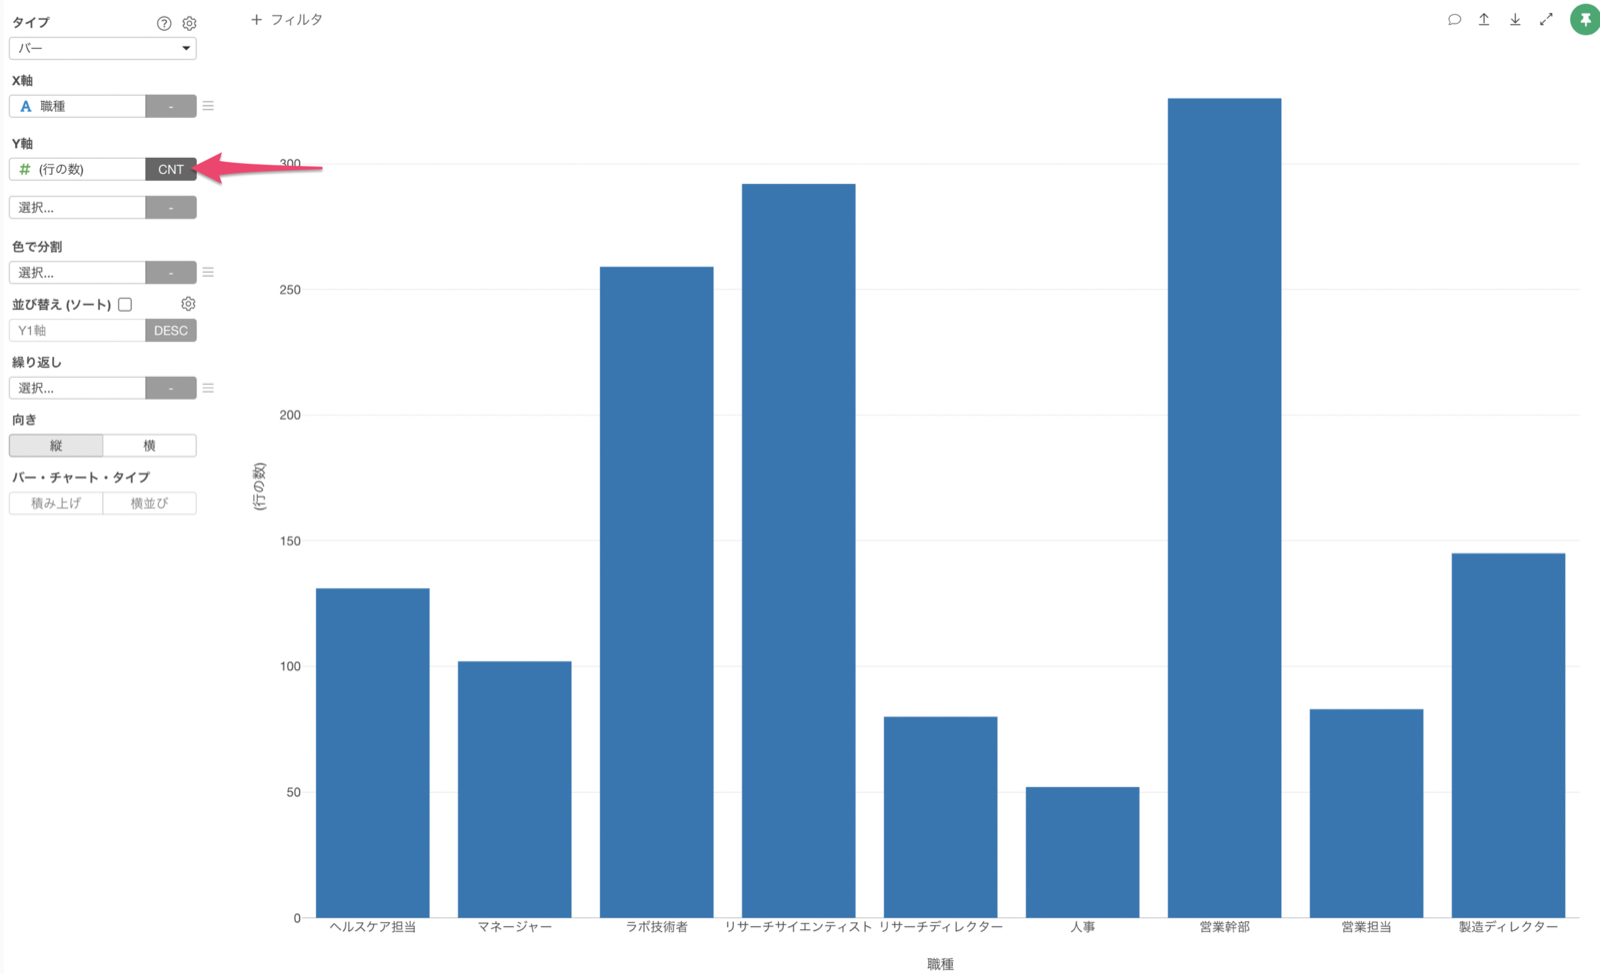 タイプ
バー
X軸
A 職種 -
Y軸
# (行の数) CNT
選択... -
色で分割
選択... -
並び替え (ソート)
Y1軸 DESC
繰り返し
選択... -
向き
縦 横
バー・チャート・タイプ
積み上げ 横並び
+ フィルタ
300
250
200
150
100
50
0
(行の数)
ヘルスケア担当 マネージャー ラボ技術者 リサーチサイエンティスト リサーチディレクター 人事 営業幹部 営業担当 製造ディレクター
職種